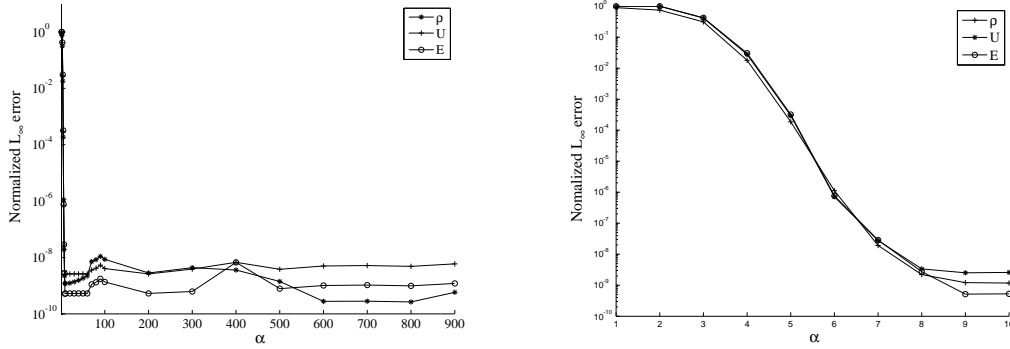 10^0
10^-2
10^-4
10^-6
10^-8
10^-10
Normalized L∞ error
100 200 300 400 500 600 700 800 900
α
ρ
U
E
10^0
10^-1
10^-2
10^-3
10^-4
10^-5
10^-6
10^-7
10^-8
10^-9
10^-10
Nomalized L∞ error
1 2 3 4 5 6 7 8 9 10
α
ρ
U
E